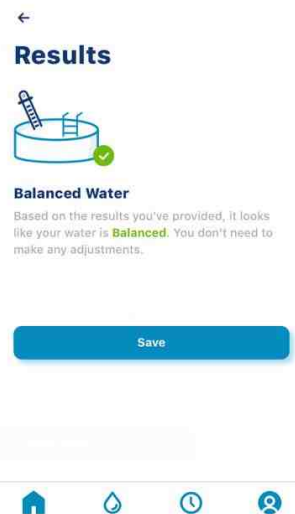 Results
Balanced Water
Based on the results you've provided, it looks
like your water is Balanced. You don't need to
make any adjustments.
Save